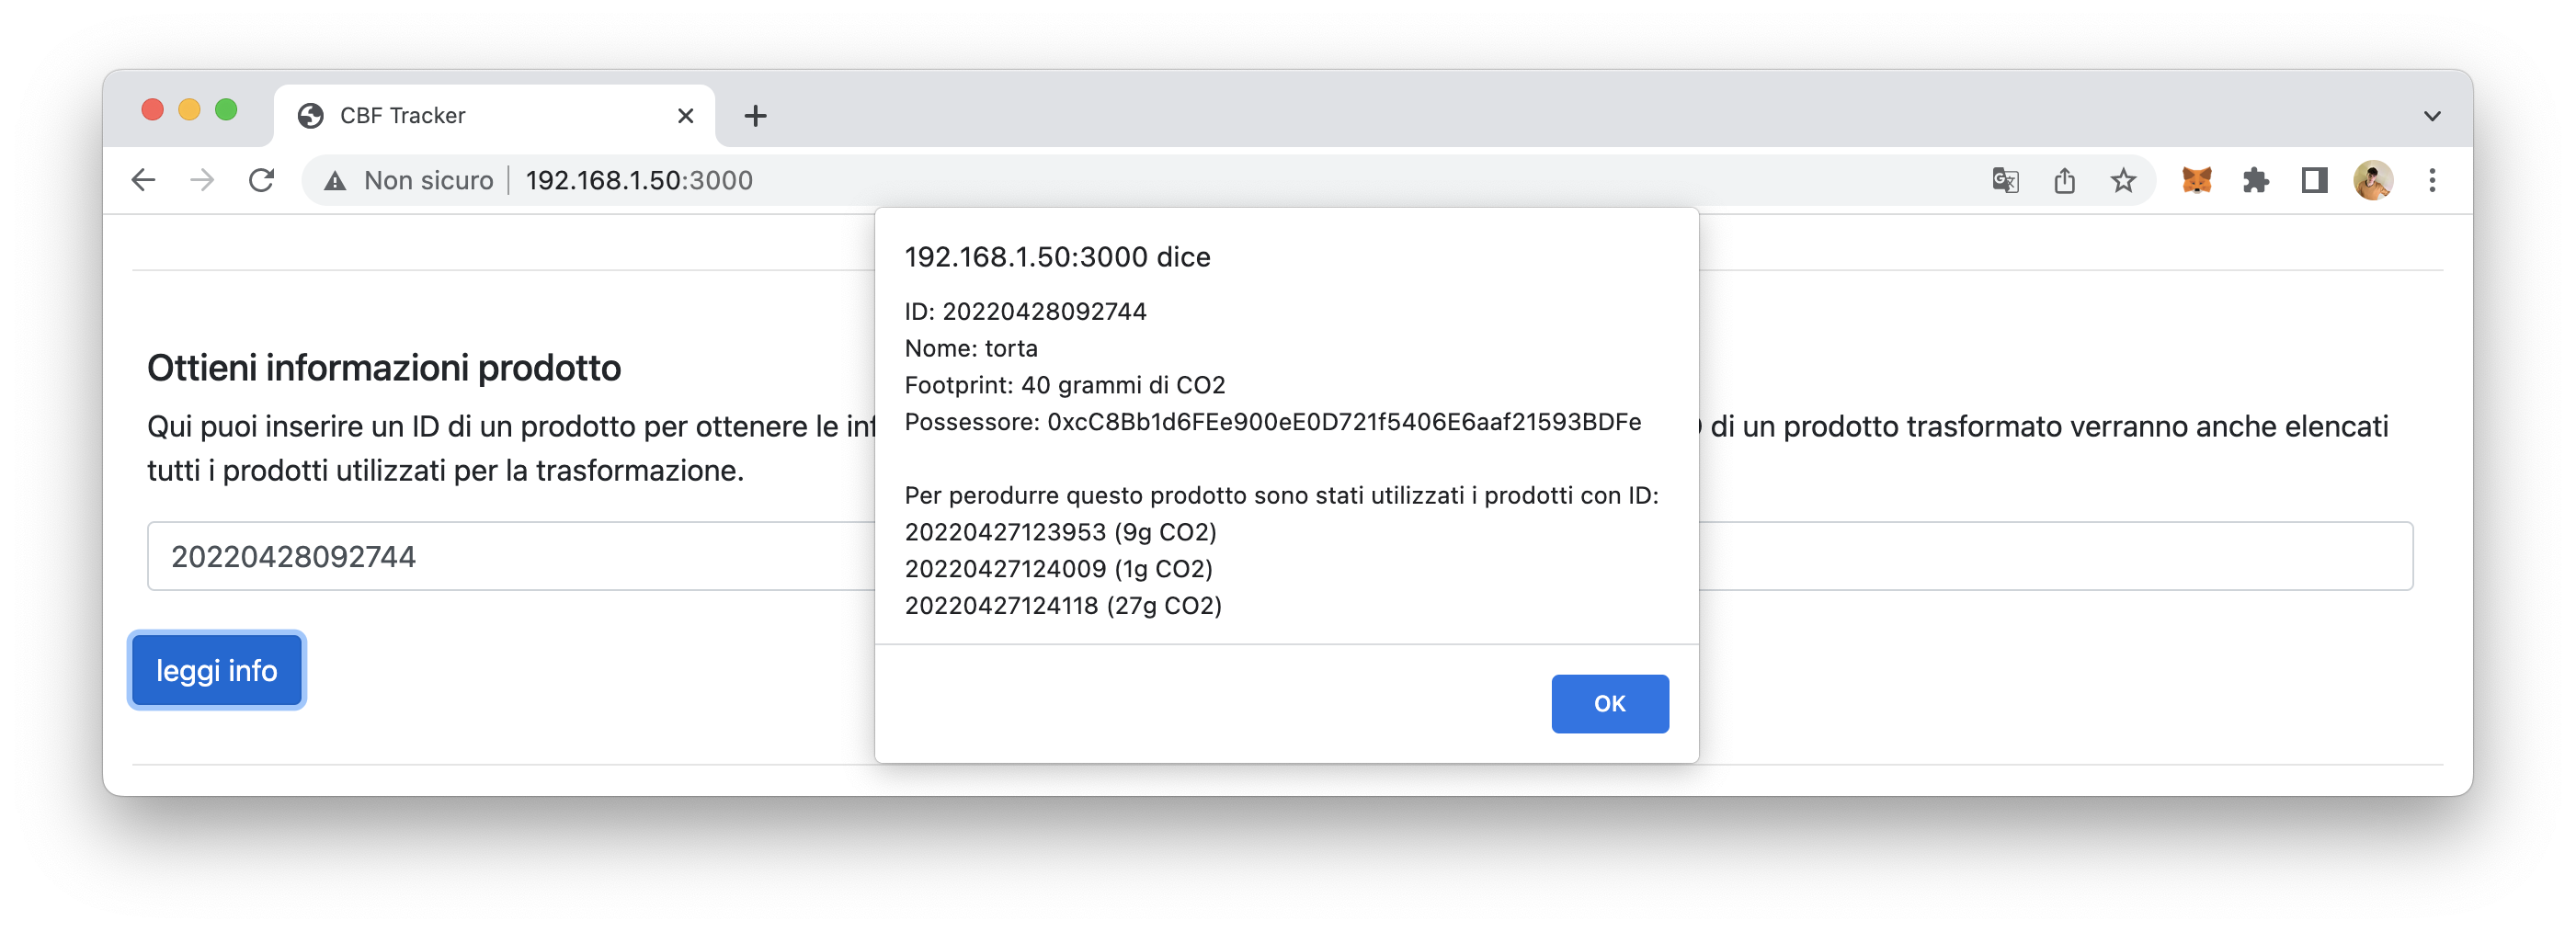 CBF Tracker
Non sicuro 192.168.1.50:3000
192.168.1.50:3000 dice
ID: 20220428092744
Nome: torta
Footprint: 40 grammi di CO2
Possessore: 0xcC8Bb1d6FEe900eE0D721f5406E6aaf21593BDFe
Per perodurre questo prodotto sono stati utilizzati i prodotti con ID:
20220427123953 (9g CO2)
20220427124009 (1g CO2)
20220427124118 (27g CO2)
OK
Ottieni informazioni prodotto
Qui puoi inserire un ID di un prodotto per ottenere le di un prodotto trasformato verranno anche elencati
tutti i prodotti utilizzati per la trasformazione.
20220428092744
leggi info